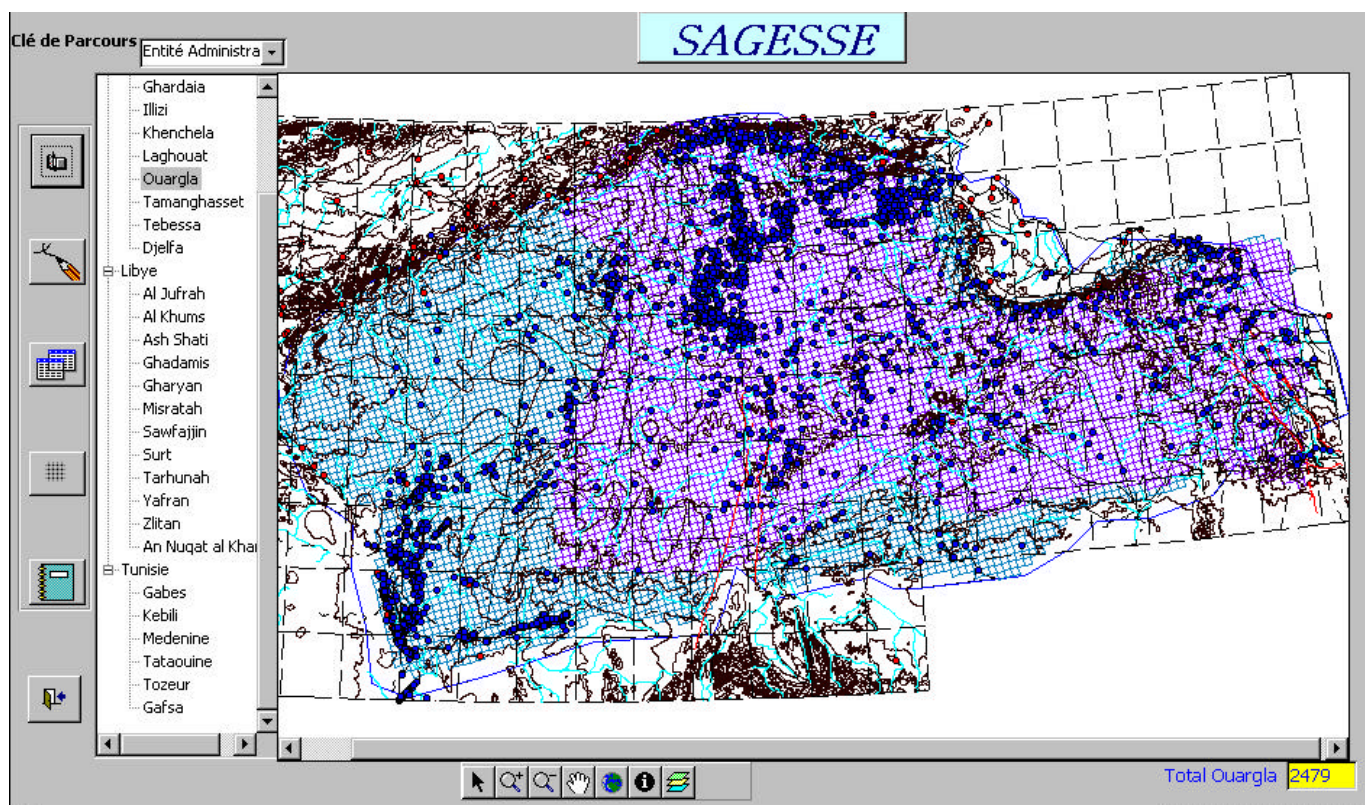 Clé de Parcours
Entité Administra
SAGESSE
Ghardaia
Illizi
Khenchela
Laghouat
Ouargla
Tamanghasset
Tebessa
Djelfa
Libye
Al Jufrah
Al Khums
Ash Shati
Ghadamis
Gharyan
Misratah
Sawfajjin
Surt
Tarhunah
Yafran
Zlitan
An Nuqat al Khar
Tunisie
Gabes
Kebili
Medenine
Tataouine
Tozeur
Gafsa
Total Ouargla 2479